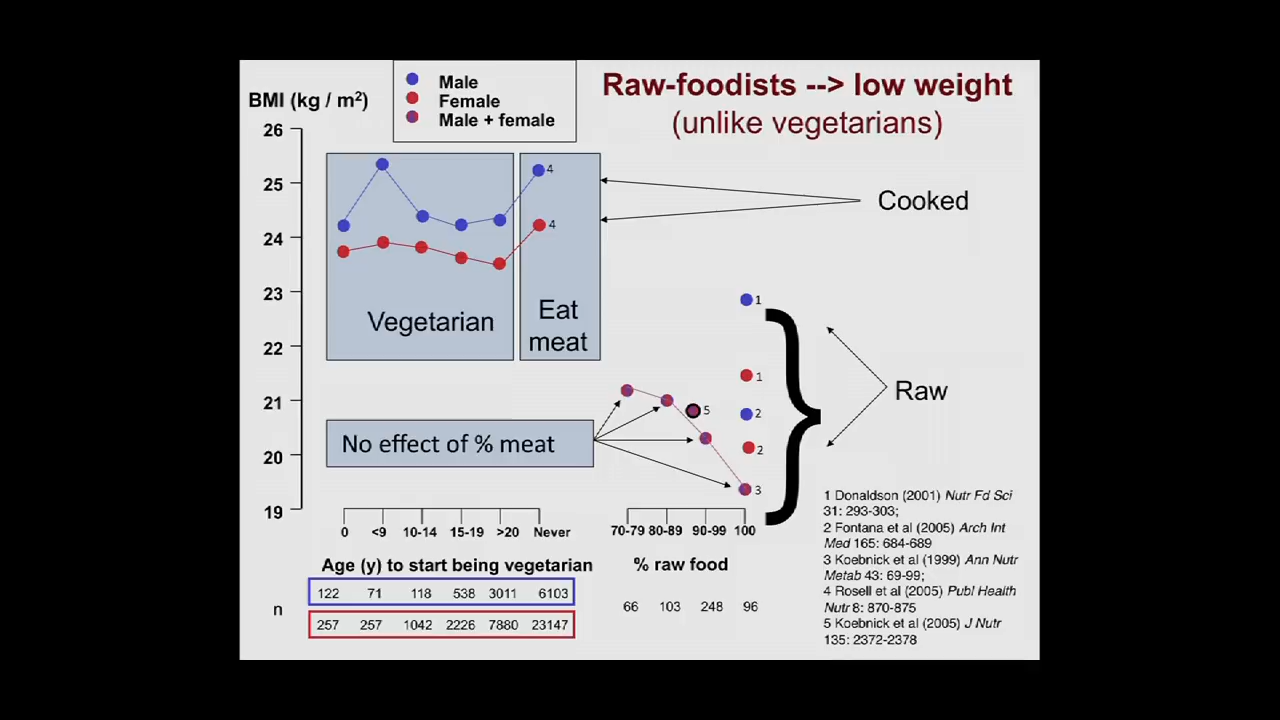 Male
Female
Male + female
Raw-foodists --> low weight
(unlike vegetarians)
BMI (kg / m2)
26
25
24
23
22
21
20
19
4
4
Vegetarian
Eat
meat
Cooked
1
1
2
2
3
5
Raw
No effect of % meat
0 <9 10-14 15-19 >20 Never
70-79 80-89 90-99 100
Age (y) to start being vegetarian
% raw food
n
122 71 118 538 3011 6103
257 257 1042 2226 7880 23147
66 103 248 96
1 Donaldson (2001) Nutr Fd Sci
31: 293-303;
2 Fontana et al (2005) Arch Int
Med 165: 684-689
3 Koebnick et al (1999) Ann Nutr
Metab 43: 69-99;
4 Rosell et al (2005) Publ Health
Nutr 8: 870-875
5 Koebnick et al (2005) J Nutr
135: 2372-2378